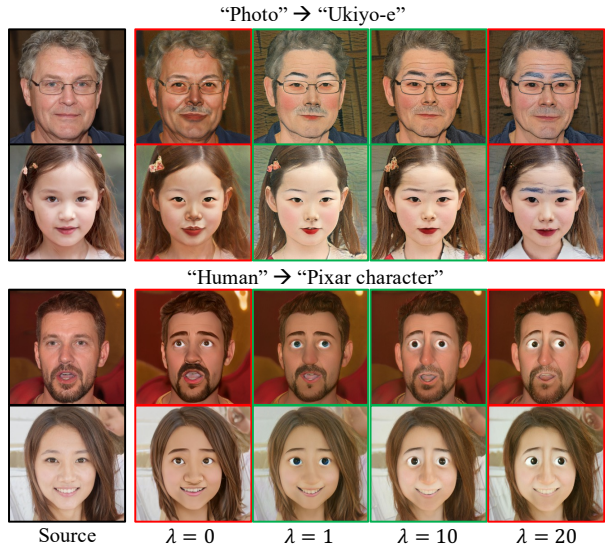 “Photo” → “Ukiyo-e”
“Human” → “Pixar character”
Source λ = 0 λ = 1 λ = 10 λ = 20